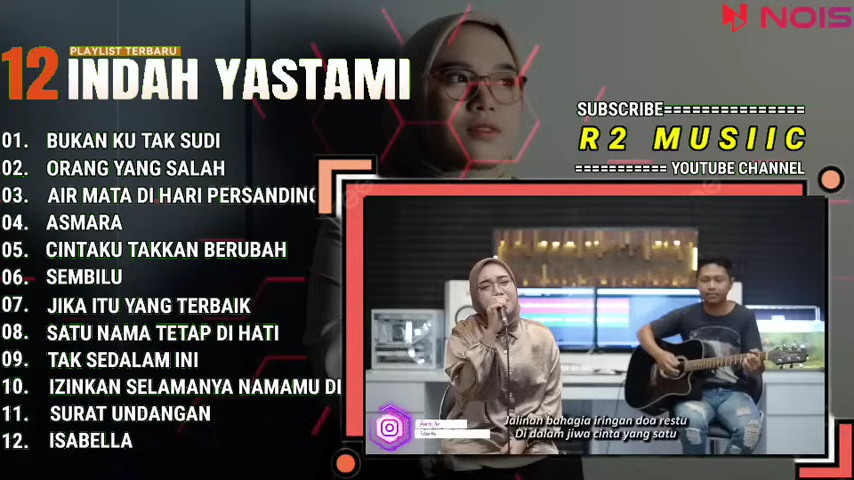 NOIS
PLAYLIST TERBARU
12 INDAH YASTAMI
SUBSCRIBE===============
R2 MUSIIC
=========== YOUTUBE CHANNEL
01. BUKAN KU TAK SUDI
02. ORANG YANG SALAH
03. AIR MATA DI HARI PERSANDING
04. ASMARA
05. CINTAKU TAKKAN BERUBAH
06. SEMBILU
07. JIKA ITU YANG TERBAIK
08. SATU NAMA TETAP DI HATI
09. TAK SEDALAM INI
10. IZINKAN SELAMANYA NAMAMU DI
11. SURAT UNDANGAN
12. ISABELLA
Jalinan bahagia iringan doa restu
Di dalam jiwa cinta yang satu